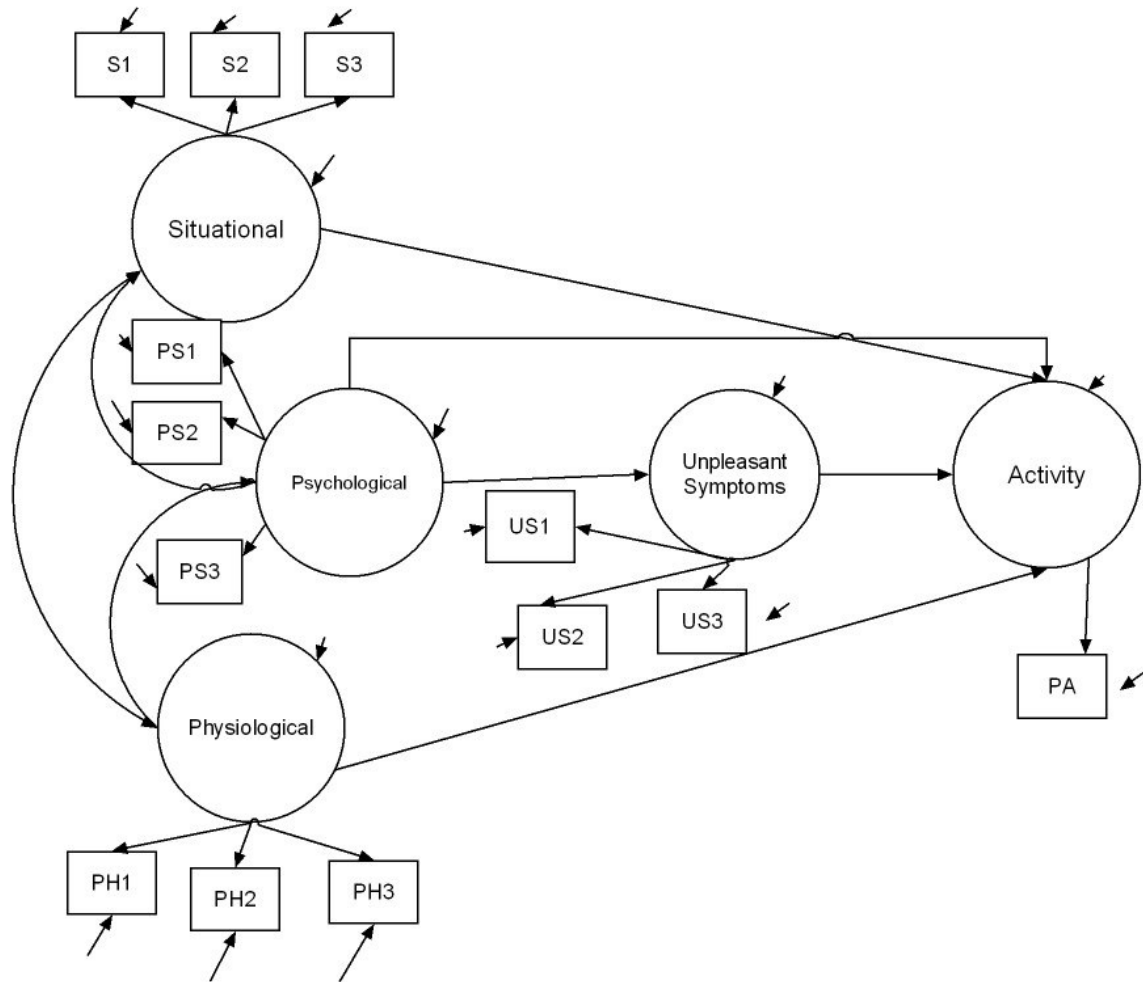 S1
S2
S3
Situational
PS1
PS2
Psychological
Unpleasant
Symptoms
Activity
US1
PS3
US2
US3
PA
Physiological
PH1
PH2
PH3